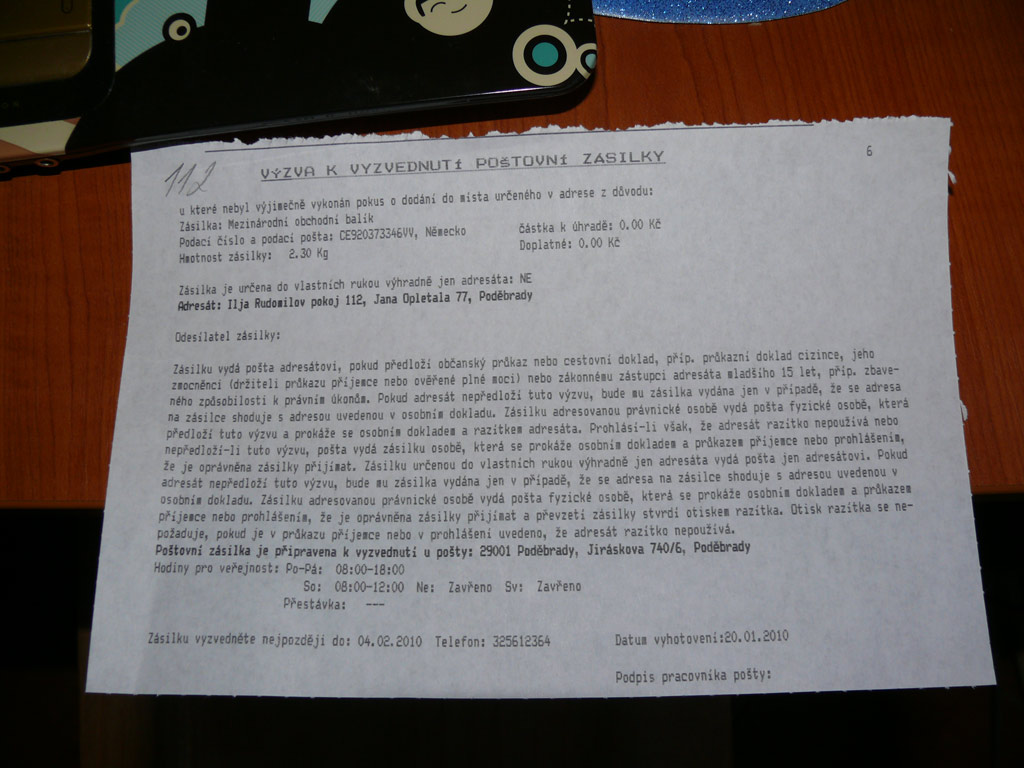 112
VÝZVA K VYZVEDNUTÍ POŠTOVNÍ ZÁSILKY
6
u které nebyl výjimečně vykonán pokus o dodání do místa určeného v adrese z důvodu:
Zásilka: Mezinárodní obchodní balík
Podací číslo a podací pošta: CE920373346VV, Německo částka k úhradě: 0.00 Kč
Hmotnost zásilky: 2.30 Kg Doplatné: 0.00 Kč
Zásilka je určena do vlastních rukou výhradně jen adresáta: NE
Adresát: Ilja Rudomilov pokoj 112, Jana Opletala 77, Poděbrady
Odesílatel zásilky:
Zásilku vydá pošta adresátovi, pokud předloží občanský průkaz nebo cestovní doklad, příp. průkazní doklad cizince, jeho
zmocněnci (držiteli průkazu příjemce nebo ověřené plné moci) nebo zákonnému zástupci adresáta mladšího 15 let, příp. zbave-
ného způsobilosti k právním úkonům. Pokud adresát nepředloží tuto výzvu, bude mu zásilka vydána jen v případě, že se adresa
na zásilce shoduje s adresou uvedenou v osobním dokladu. Zásilku adresovanou právnické osobě vydá pošta fyzické osobě, která
předloží tuto výzvu a prokáže se osobním dokladem a razítkem adresáta. Prohlásí-li však, že adresát razítko nepoužívá nebo
nepředloží-li tuto výzvu, pošta vydá zásilku osobě, která se prokáže osobním dokladem a průkazem příjemce nebo prohlášením,
že je oprávněna zásilky přijímat. Zásilku určenou do vlastních rukou výhradně jen adresáta vydá pošta jen adresátovi. Pokud
adresát nepředloží tuto výzvu, bude mu zásilka vydána jen v případě, že se adresa na zásilce shoduje s adresou uvedenou v
osobním dokladu. Zásilku adresovanou právnické osobě vydá pošta fyzické osobě, která se prokáže osobním dokladem a průkazem
příjemce nebo prohlášením, že je oprávněna zásilky přijímat a převzetí zásilky stvrdí otiskem razítka. Otisk razítka se ne-
požaduje, pokud je v průkazu příjemce nebo v prohlášení uvedeno, že adresát razítko nepoužívá.
Poštovní zásilka je připravena k vyzvednutí u pošty: 29001 Poděbrady, Jiráskova 740/6, Poděbrady
Hodiny pro veřejnost: Po-Pá: 08:00-18:00
So: 08:00-12:00 Ne: Zavřeno Sv: Zavřeno
Přestávka: ---
Zásilku vyzvedněte nejpozději do: 04.02.2010 Telefon: 325612364 Datum vyhotovení:20.01.2010
Podpis pracovníka pošty: